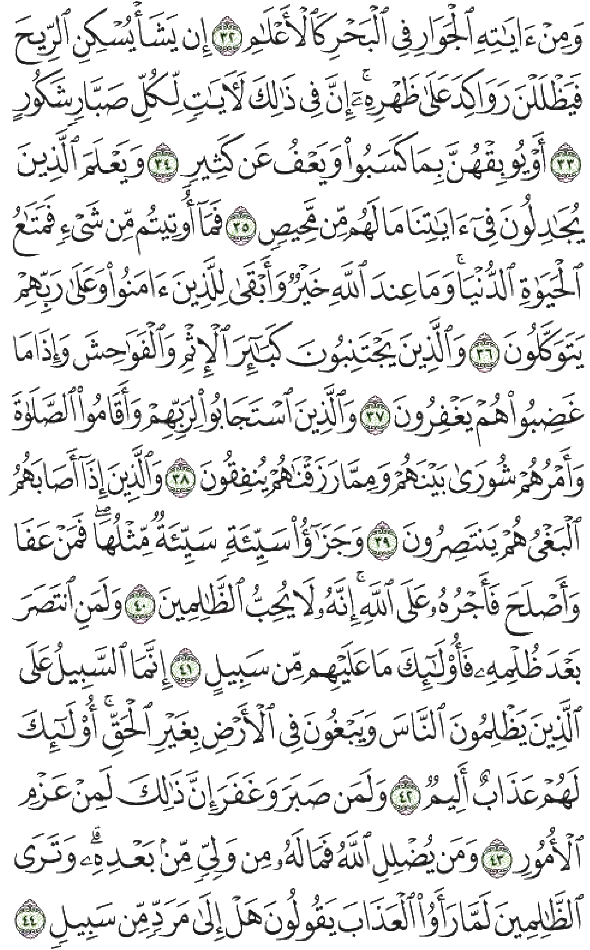 وَمِنْ ءَايَٰتِهِ ٱلْجَوَارِ فِى ٱلْبَحْرِ كَٱلْأَعْلَٰمِ ٣٢ إِن يَشَأْ يُسْكِنِ ٱلرِّيحَ
فَيَظْلَلْنَ رَوَاكِدَ عَلَىٰ ظَهْرِهِۦٓ ۚ إِنَّ فِى ذَٰلِكَ لَءَايَٰتٍ لِّكُلِّ صَبَّارٍ شَكُورٍ
٣٣ أَوْ يُوبِقْهُنَّ بِمَا كَسَبُوا۟ وَيَعْفُ عَن كَثِيرٍ ٣٤ وَيَعْلَمَ ٱلَّذِينَ
يُجَٰدِلُونَ فِىٓ ءَايَٰتِنَا مَا لَهُم مِّن مَّحِيصٍ ٣٥ فَمَآ أُوتِيتُم مِّن شَىْءٍ فَمَتَٰعُ
ٱلْحَيَوٰةِ ٱلدُّنْيَا ۖ وَمَا عِندَ ٱللَّهِ خَيْرٌ وَأَبْقَىٰ لِلَّذِينَ ءَامَنُوا۟ وَعَلَىٰ رَبِّهِمْ
يَتَوَكَّلُونَ ٣٦ وَٱلَّذِينَ يَجْتَنِبُونَ كَبَٰٓئِرَ ٱلْإِثْمِ وَٱلْفَوَٰحِشَ وَإِذَا مَا
غَضِبُوا۟ هُمْ يَغْفِرُونَ ٣٧ وَٱلَّذِينَ ٱسْتَجَابُوا۟ لِرَبِّهِمْ وَأَقَامُوا۟ ٱلصَّلَوٰةَ
وَأَمْرُهُمْ شُورَىٰ بَيْنَهُمْ وَمِمَّا رَزَقْنَٰهُمْ يُنفِقُونَ ٣٨ وَٱلَّذِينَ إِذَآ أَصَابَهُمُ
ٱلْبَغْىُ هُمْ يَنتَصِرُونَ ٣٩ وَجَزَٰٓؤُا۟ سَيِّئَةٍ سَيِّئَةٌ مِّثْلُهَا ۖ فَمَنْ عَفَا
وَأَصْلَحَ فَأَجْرُهُۥ عَلَى ٱللَّهِ ۚ إِنَّهُۥ لَا يُحِبُّ ٱلظَّٰلِمِينَ ٤٠ وَلَمَنِ ٱنتَصَرَ
بَعْدَ ظُلْمِهِۦ فَأُو۟لَٰٓئِكَ مَا عَلَيْهِم مِّن سَبِيلٍ ٤١ إِنَّمَا ٱلسَّبِيلُ عَلَى
ٱلَّذِينَ يَظْلِمُونَ ٱلنَّاسَ وَيَبْغُونَ فِى ٱلْأَرْضِ بِغَيْرِ ٱلْحَقِّ ۚ أُو۟لَٰٓئِكَ
لَهُمْ عَذَابٌ أَلِيمٌ ٤٢ وَلَمَن صَبَرَ وَغَفَرَ إِنَّ ذَٰلِكَ لَمِنْ عَزْمِ
ٱلْأُمُورِ ٤٣ وَمَن يُضْلِلِ ٱللَّهُ فَمَا لَهُۥ مِن وَلِىٍّ مِّنۢ بَعْدِهِۦ ۗ وَتَرَى
ٱلظَّٰلِمِينَ لَمَّا رَأَوُا۟ ٱلْعَذَابَ يَقُولُونَ هَلْ إِلَىٰ مَرَدٍّ مِّن سَبِيلٍ ٤٤